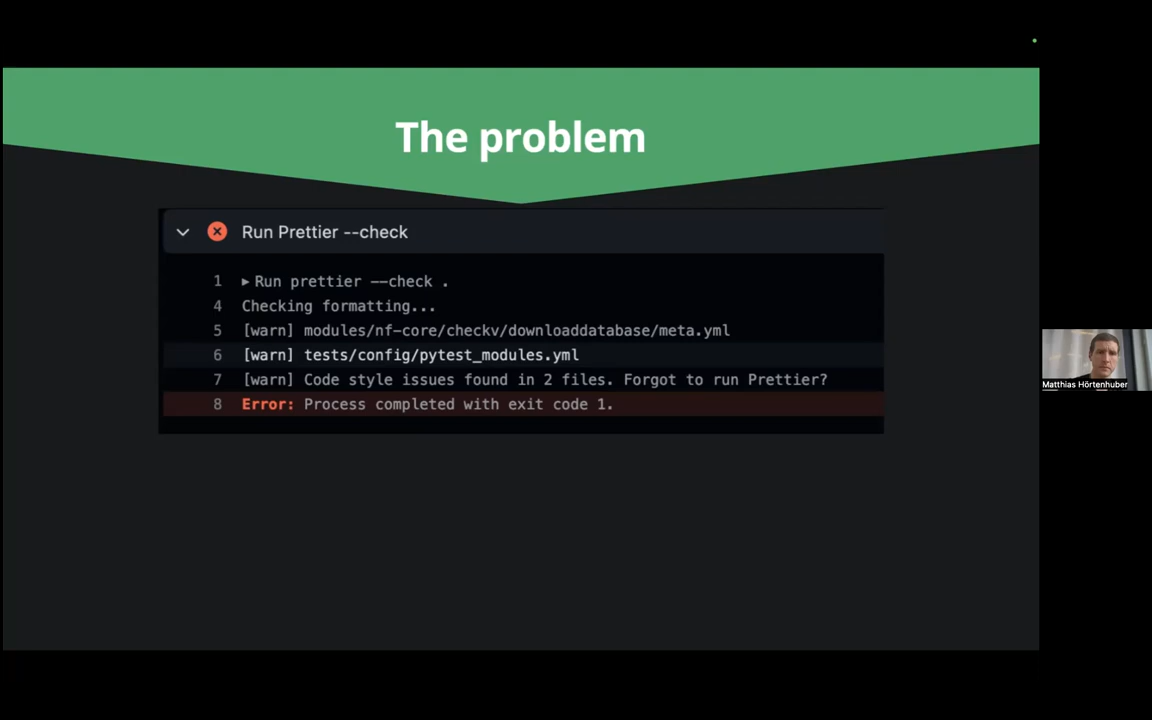 The problem
Run Prettier --check
1 ▸ Run prettier --check .
4 Checking formatting...
5 [warn] modules/nf-core/checkv/downloaddatabase/meta.yml
6 [warn] tests/config/pytest_modules.yml
7 [warn] Code style issues found in 2 files. Forgot to run Prettier?
8 Error: Process completed with exit code 1.
Matthias Hörtenhuber